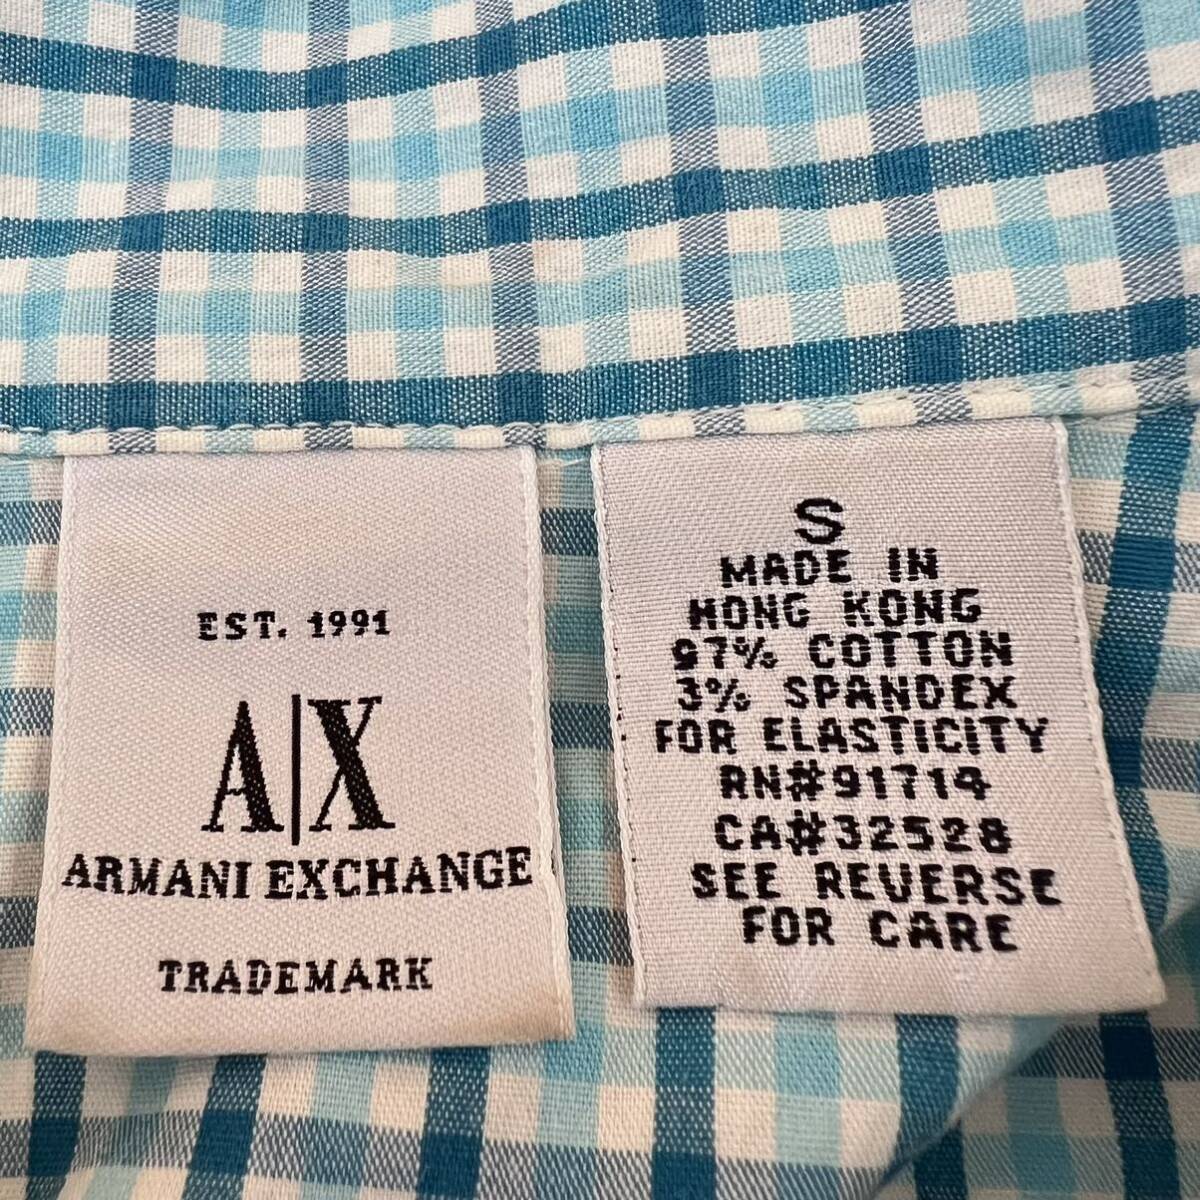 EST. 1991
A|X
ARMANI EXCHANGE
TRADEMARK
S
MADE IN
HONG KONG
97% COTTON
3% SPANDEX
FOR ELASTICITY
RN#91714
CA#32528
SEE REVERSE
FOR CARE